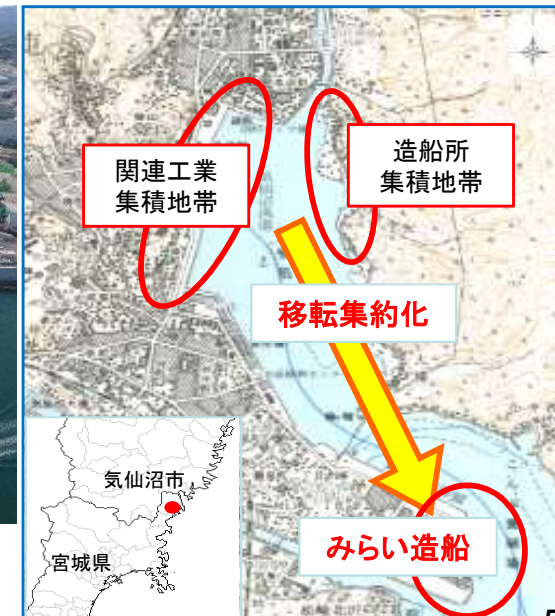 関連工業
集積地帯
造船所
集積地帯
移転集約化
みらい造船
気仙沼市
宮城県